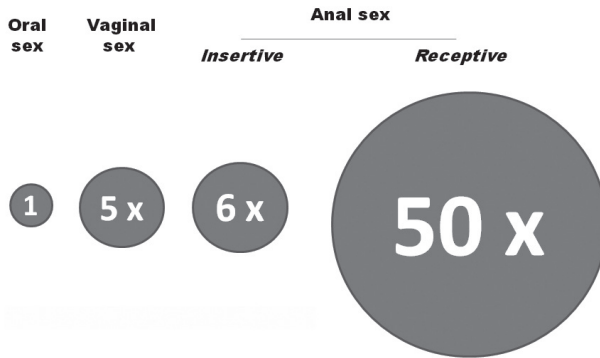 Oral
sex
Vaginal
sex
Anal sex
Insertive
Receptive
1
5 x
6 x
50 x